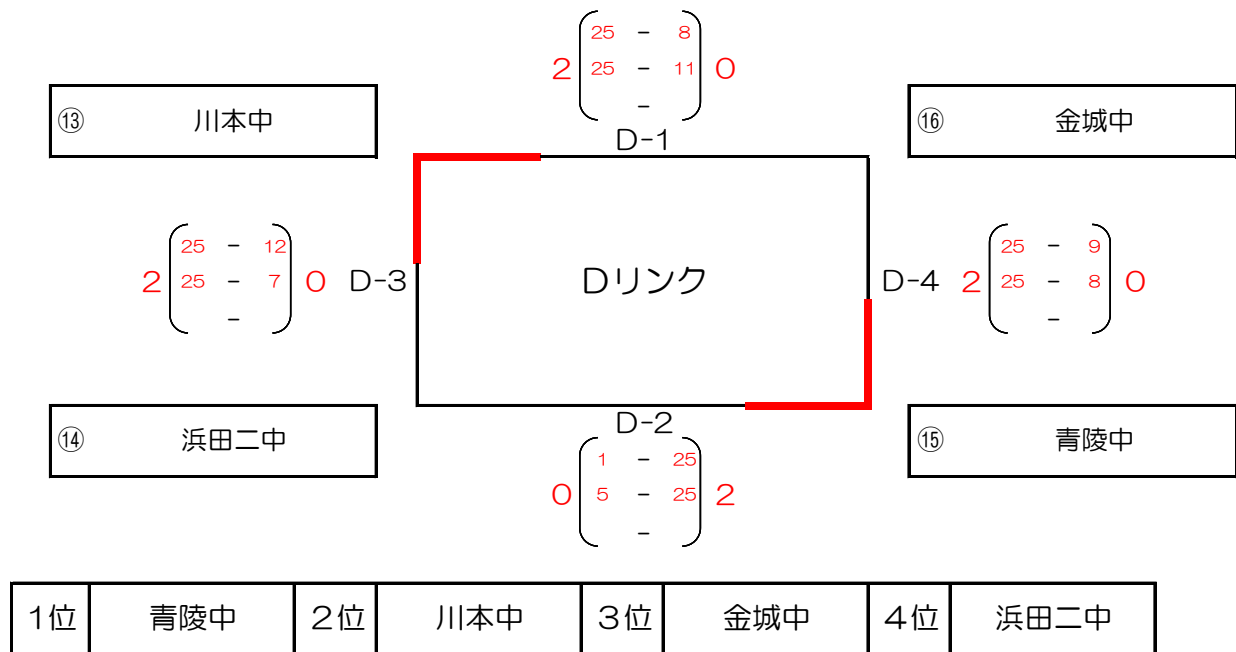 25 - 8
2 25 - 11 0
-
⑬ 川本中
D-1
⑯ 金城中
25 - 12
2 25 - 7 0
-
D-3
Dリンク
D-4
25 - 9
2 25 - 8 0
-
⑭ 浜田二中
D-2
⑮ 青陵中
1 - 25
0 5 - 25 2
-
1位 青陵中 2位 川本中 3位 金城中 4位 浜田二中